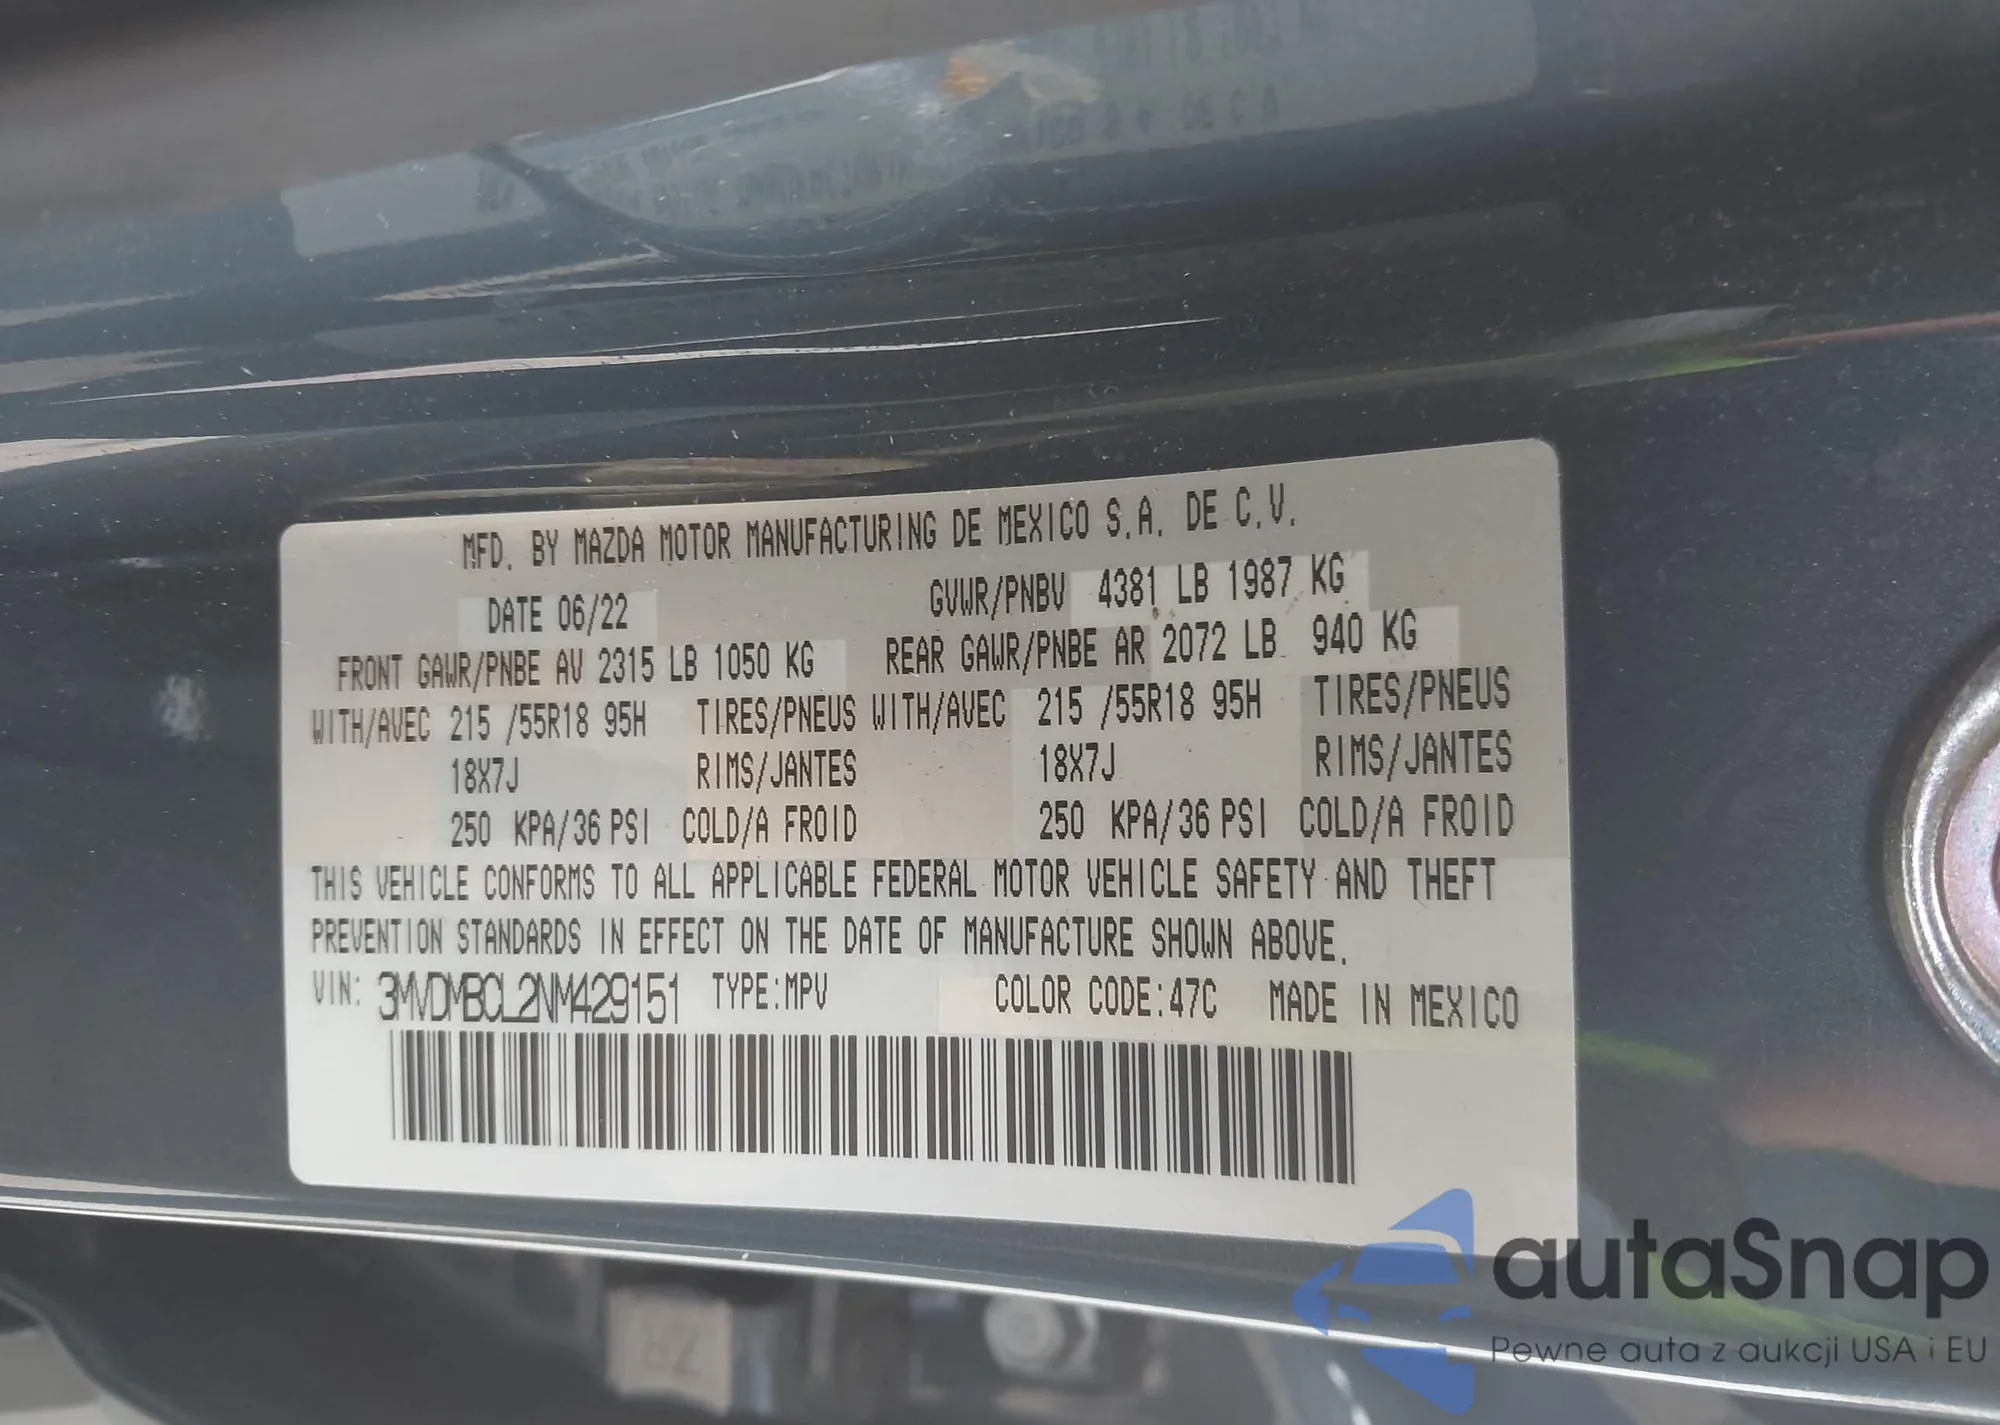 MFD. BY MAZDA MOTOR MANUFACTURING DE MEXICO S.A. DE C.V.
DATE 06/22 GVWR/PNBV 4381 LB 1987 KG
FRONT GAWR/PNBE AV 2315 LB 1050 KG REAR GAWR/PNBE AR 2072 LB 940 KG
WITH/AVEC 215 /55R18 95H TIRES/PNEUS WITH/AVEC 215 /55R18 95H TIRES/PNEUS
18X7J RIMS/JANTES 18X7J RIMS/JANTES
250 KPA/36 PSI COLD/A FROID 250 KPA/36 PSI COLD/A FROID
THIS VEHICLE CONFORMS TO ALL APPLICABLE FEDERAL MOTOR VEHICLE SAFETY AND THEFT
PREVENTION STANDARDS IN EFFECT ON THE DATE OF MANUFACTURE SHOWN ABOVE.
VIN: 3MVDMBCL2NM429151 TYPE:MPV COLOR CODE:47C MADE IN MEXICO
autaSnap
Pewne auta z aukcji USA i EU